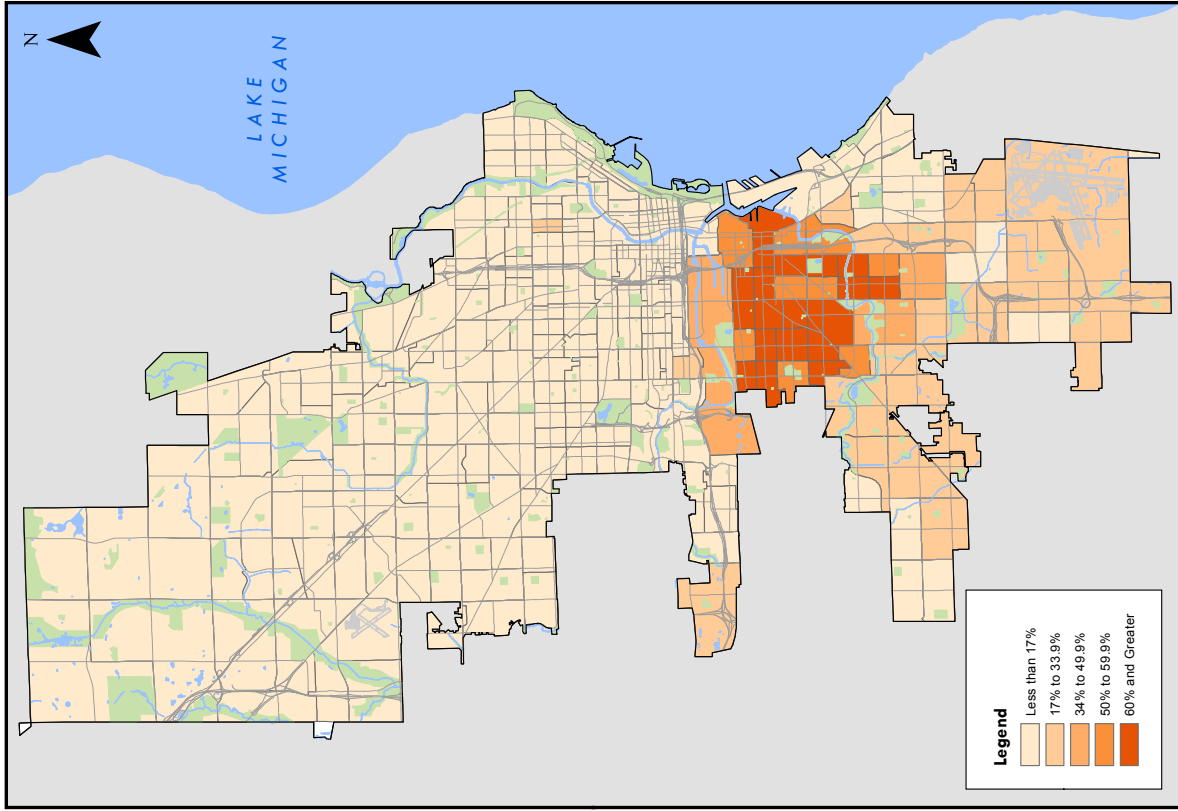 N
LAKE
MICHIGAN
Legend
Less than 17%
17% to 33.9%
34% to 49.9%
50% to 59.9%
60% and Greater